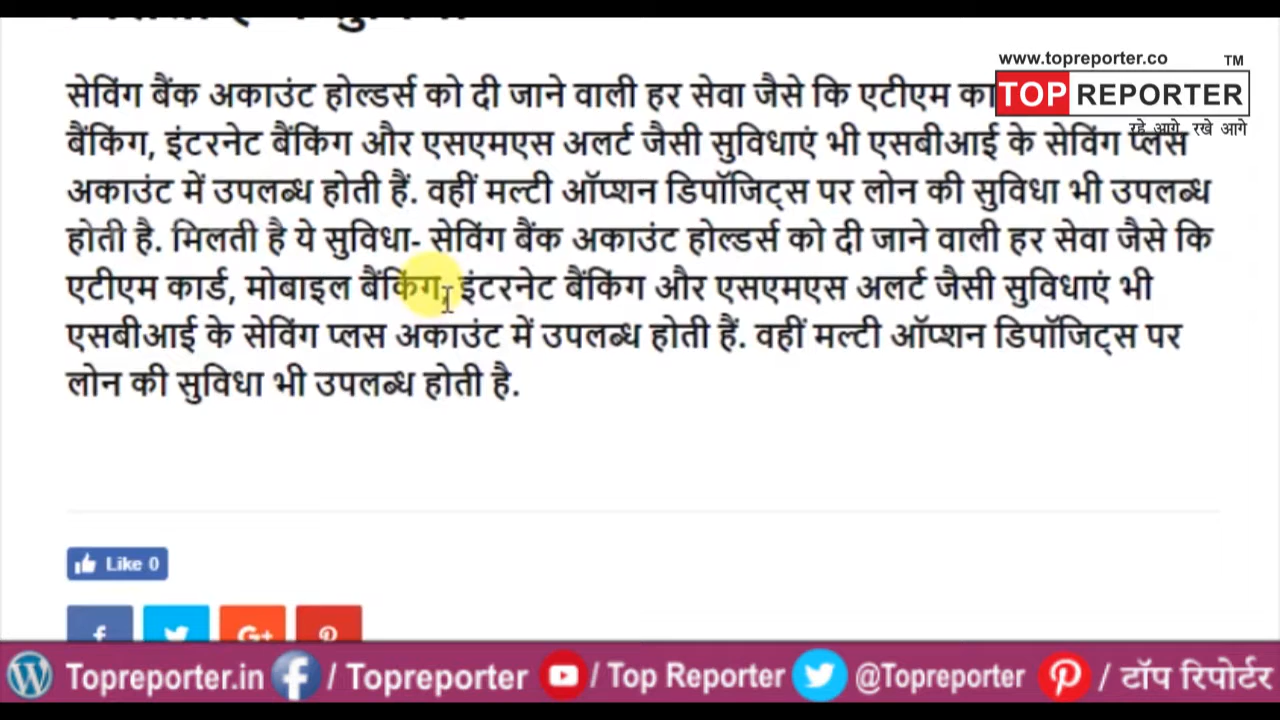 सेविंग बैंक अकाउंट होल्डर्स को दी जाने वाली हर सेवा जैसे कि एटीएम
बैंकिंग, इंटरनेट बैंकिंग और एसएमएस अलर्ट जैसी सुविधाएं भी एसबीआई के सेविंग प्लस
अकाउंट में उपलब्ध होती हैं. वहीं मल्टी ऑप्शन डिपॉजिट्स पर लोन की सुविधा भी उपलब्ध
होती है. मिलती है ये सुविधा- सेविंग बैंक अकाउंट होल्डर्स को दी जाने वाली हर सेवा जैसे कि
एटीएम कार्ड, मोबाइल बैंकिंग, इंटरनेट बैंकिंग और एसएमएस अलर्ट जैसी सुविधाएं भी
एसबीआई के सेविंग प्लस अकाउंट में उपलब्ध होती हैं. वहीं मल्टी ऑप्शन डिपॉजिट्स पर
लोन की सुविधा भी उपलब्ध होती है.
www.topreporter.co TM
TOP REPORTER
रहे आगे, रखे आगे
Like 0
G+
Topreporter.in / Topreporter / Top Reporter @Topreporter / टॉप रिपोर्टर